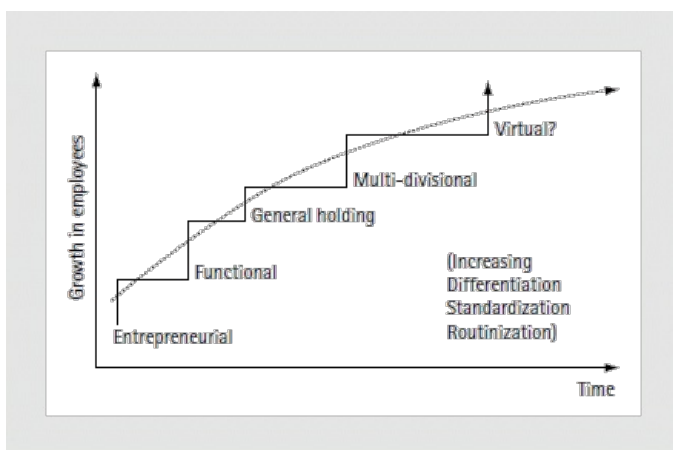 Growth in employees
Virtual?
Multi-divisional
General holding
Functional
Entrepreneurial
(Increasing
Differentiation
Standardization
Routinization)
Time